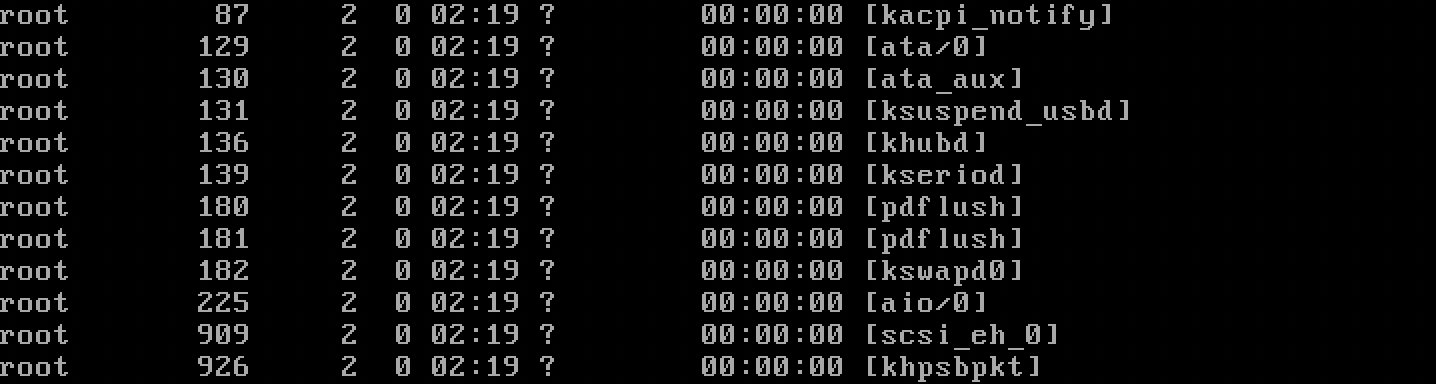 root        87     2  0 02:19 ?        00:00:00 [kacpi_notify]
root       129     2  0 02:19 ?        00:00:00 [ata/0]
root       130     2  0 02:19 ?        00:00:00 [ata_aux]
root       131     2  0 02:19 ?        00:00:00 [ksuspend_usbd]
root       136     2  0 02:19 ?        00:00:00 [khubd]
root       139     2  0 02:19 ?        00:00:00 [kseriod]
root       180     2  0 02:19 ?        00:00:00 [pdflush]
root       181     2  0 02:19 ?        00:00:00 [pdflush]
root       182     2  0 02:19 ?        00:00:00 [kswapd0]
root       225     2  0 02:19 ?        00:00:00 [aio/0]
root       909     2  0 02:19 ?        00:00:00 [scsi_eh_0]
root       926     2  0 02:19 ?        00:00:00 [khpsbpkt]